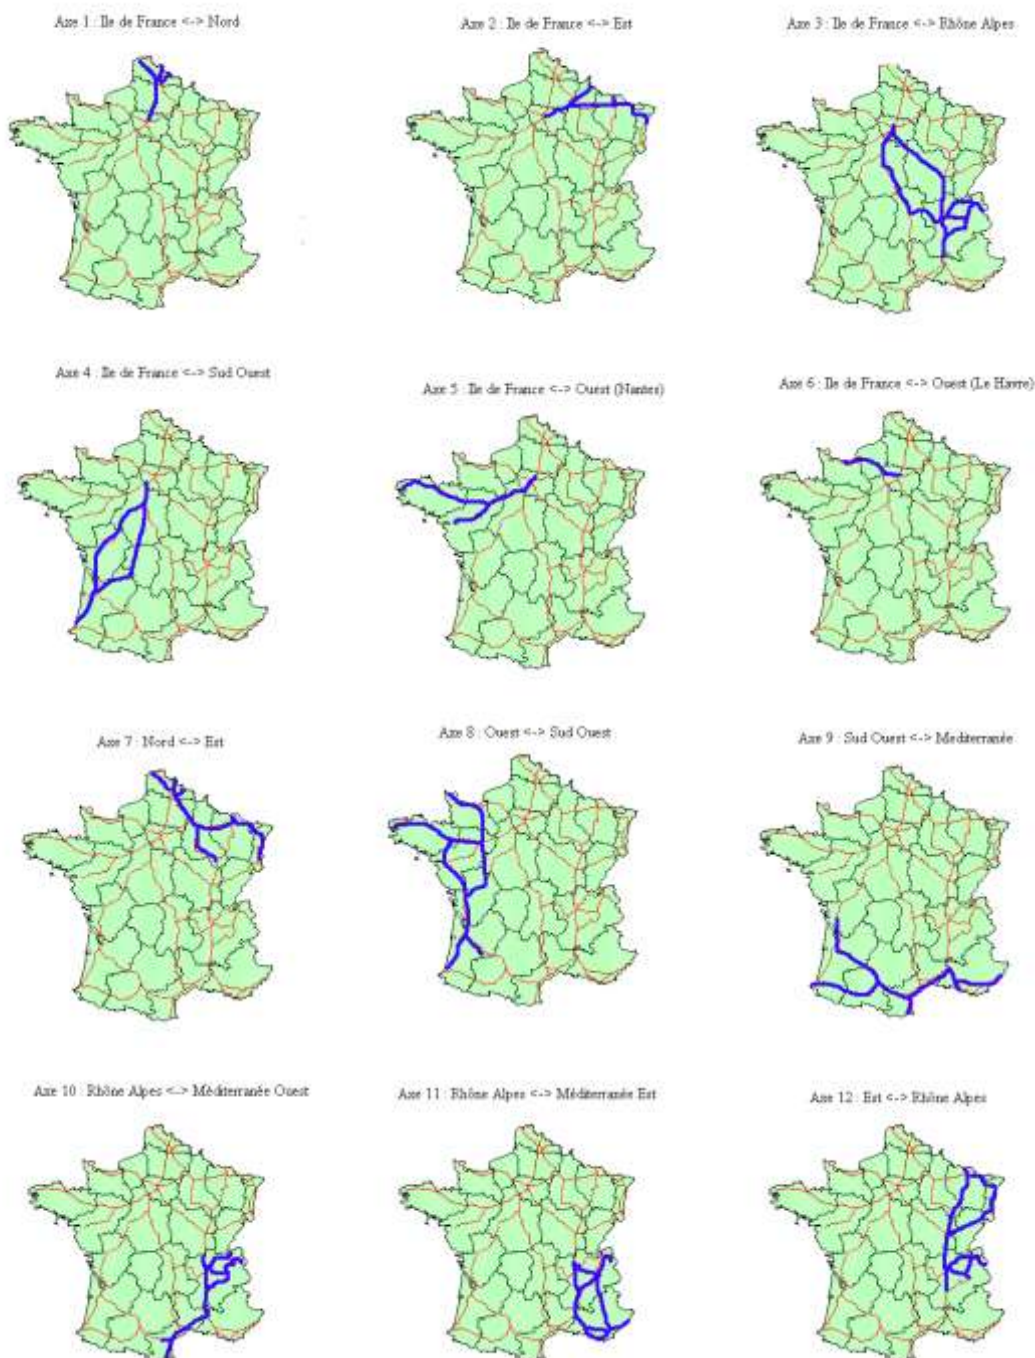 Axe 1 : Ile de France <-> Nord
Axe 2 : Ile de France <-> Est
Axe 3 : Ile de France <-> Rhône Alpes
Axe 4 : Ile de France <-> Sud Ouest
Axe 5 : Ile de France <-> Ouest (Nantes)
Axe 6 : Ile de France <-> Ouest (Le Havre)
Axe 7 : Nord <-> Est
Axe 8 : Ouest <-> Sud Ouest
Axe 9 : Sud Ouest <-> Mediterranée
Axe 10 : Rhône Alpes <-> Méditerranée Ouest
Axe 11 : Rhône Alpes <-> Méditerranée Est
Axe 12 : Est <-> Rhône Alpes